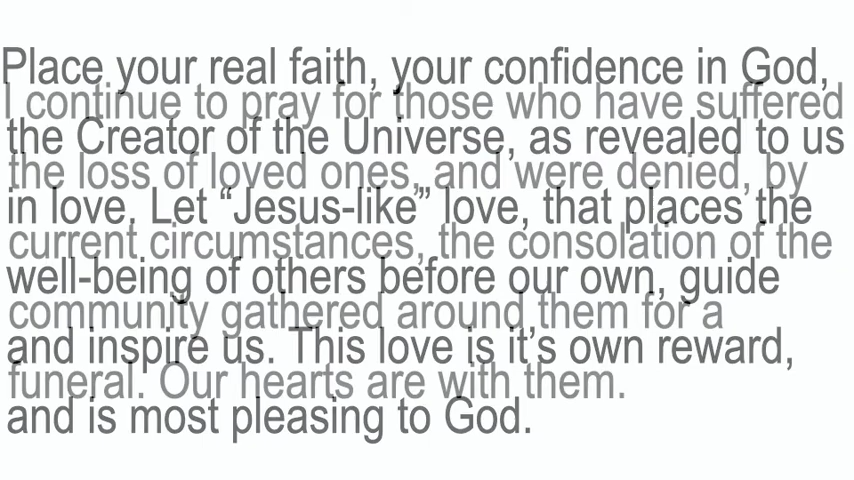 Place your real faith, your confidence in God,
I continue to pray for those who have suffered
the Creator of the Universe, as revealed to us
the loss of loved ones, and were denied, by
in love. Let “Jesus-like” love, that places the
current circumstances, the consolation of the
well-being of others before our own, guide
community gathered around them for a
and inspire us. This love is it’s own reward,
funeral. Our hearts are with them.
and is most pleasing to God.